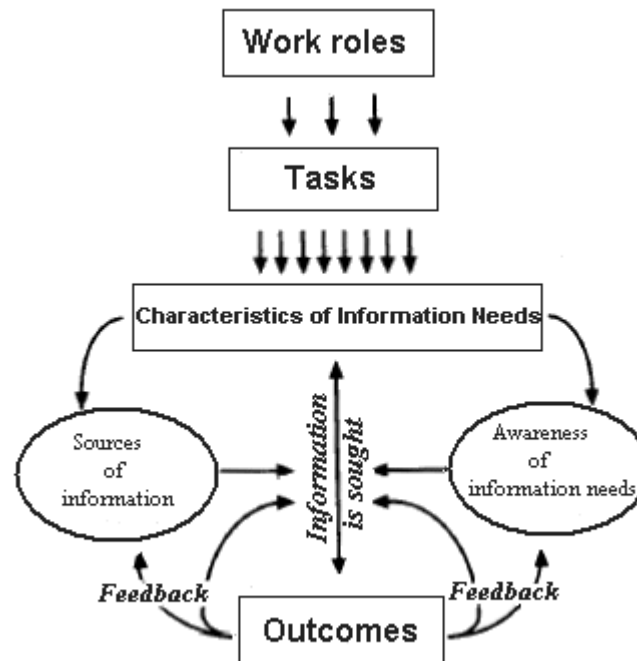 Work roles
Tasks
Characteristics of Information Needs
Sources
of
information
Information
is sought
Awareness
of
information needs
Feedback
Feedback
Outcomes